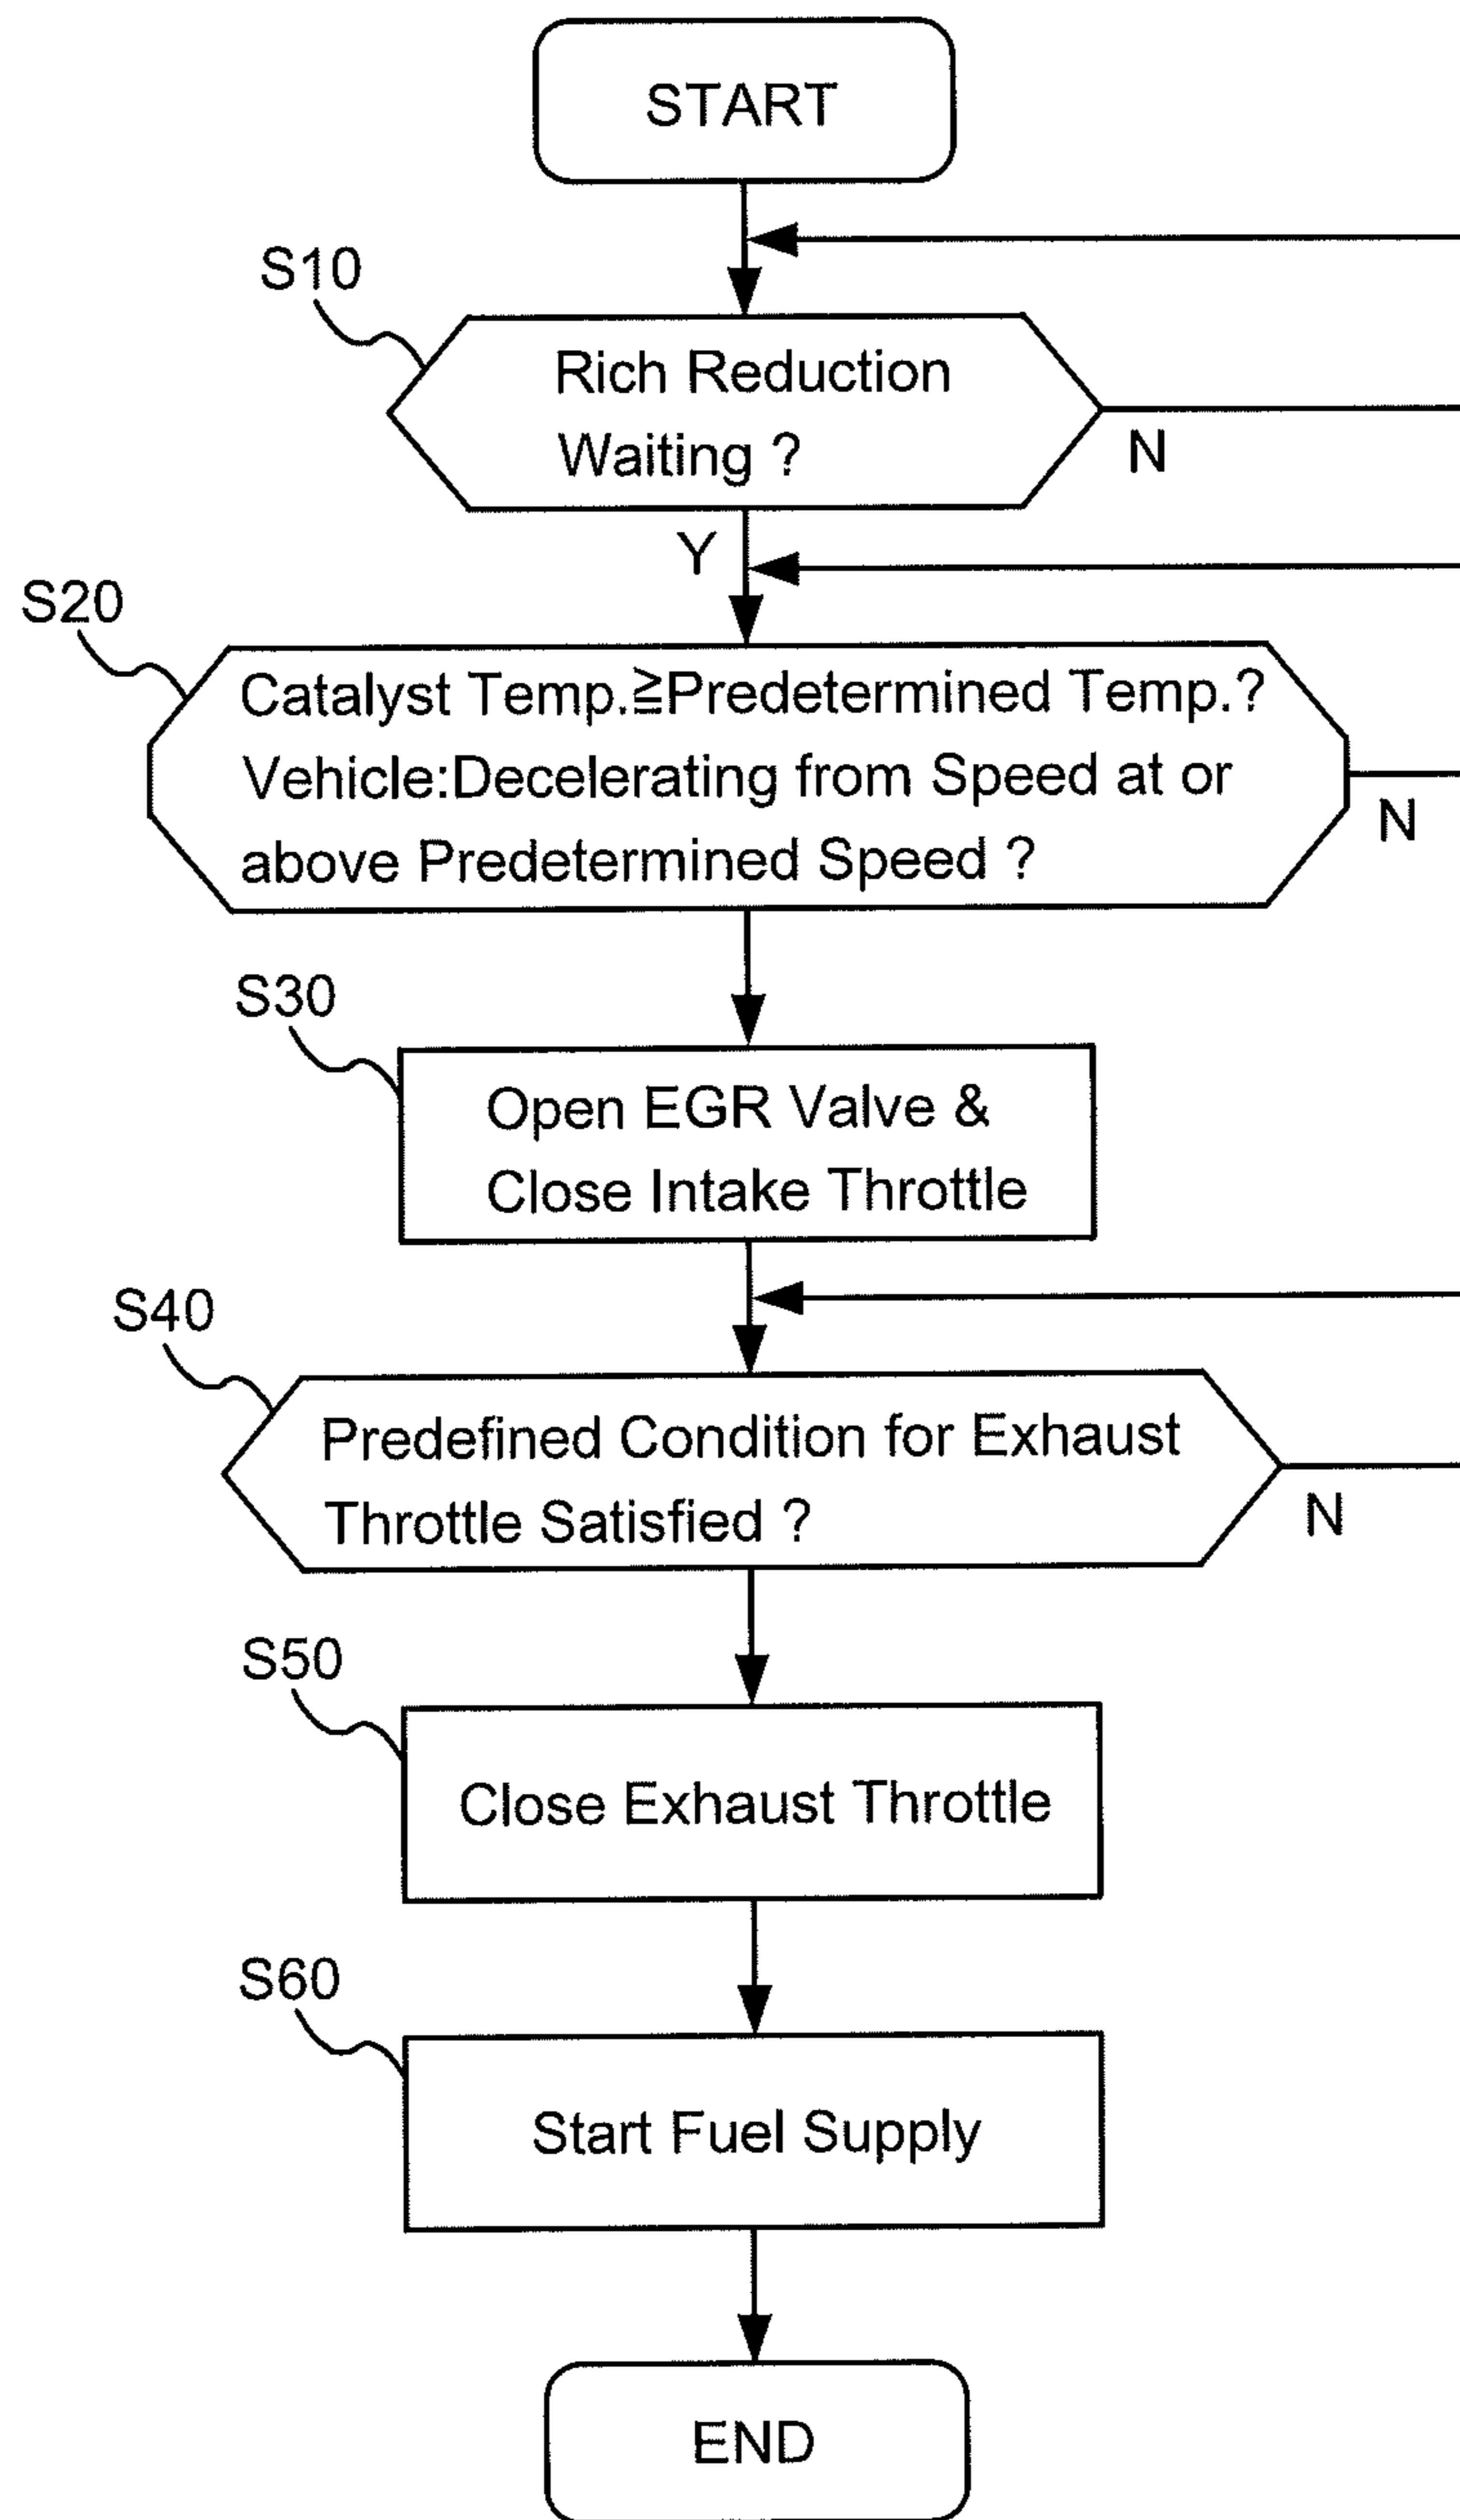 START
S10
Rich Reduction
Waiting ?
N
Y
S20
Catalyst Temp.≧Predetermined Temp.?
Vehicle:Decelerating from Speed at or
above Predetermined Speed ?
N
S30
Open EGR Valve &
Close Intake Throttle
S40
Predefined Condition for Exhaust
Throttle Satisfied ?
N
S50
Close Exhaust Throttle
S60
Start Fuel Supply
END